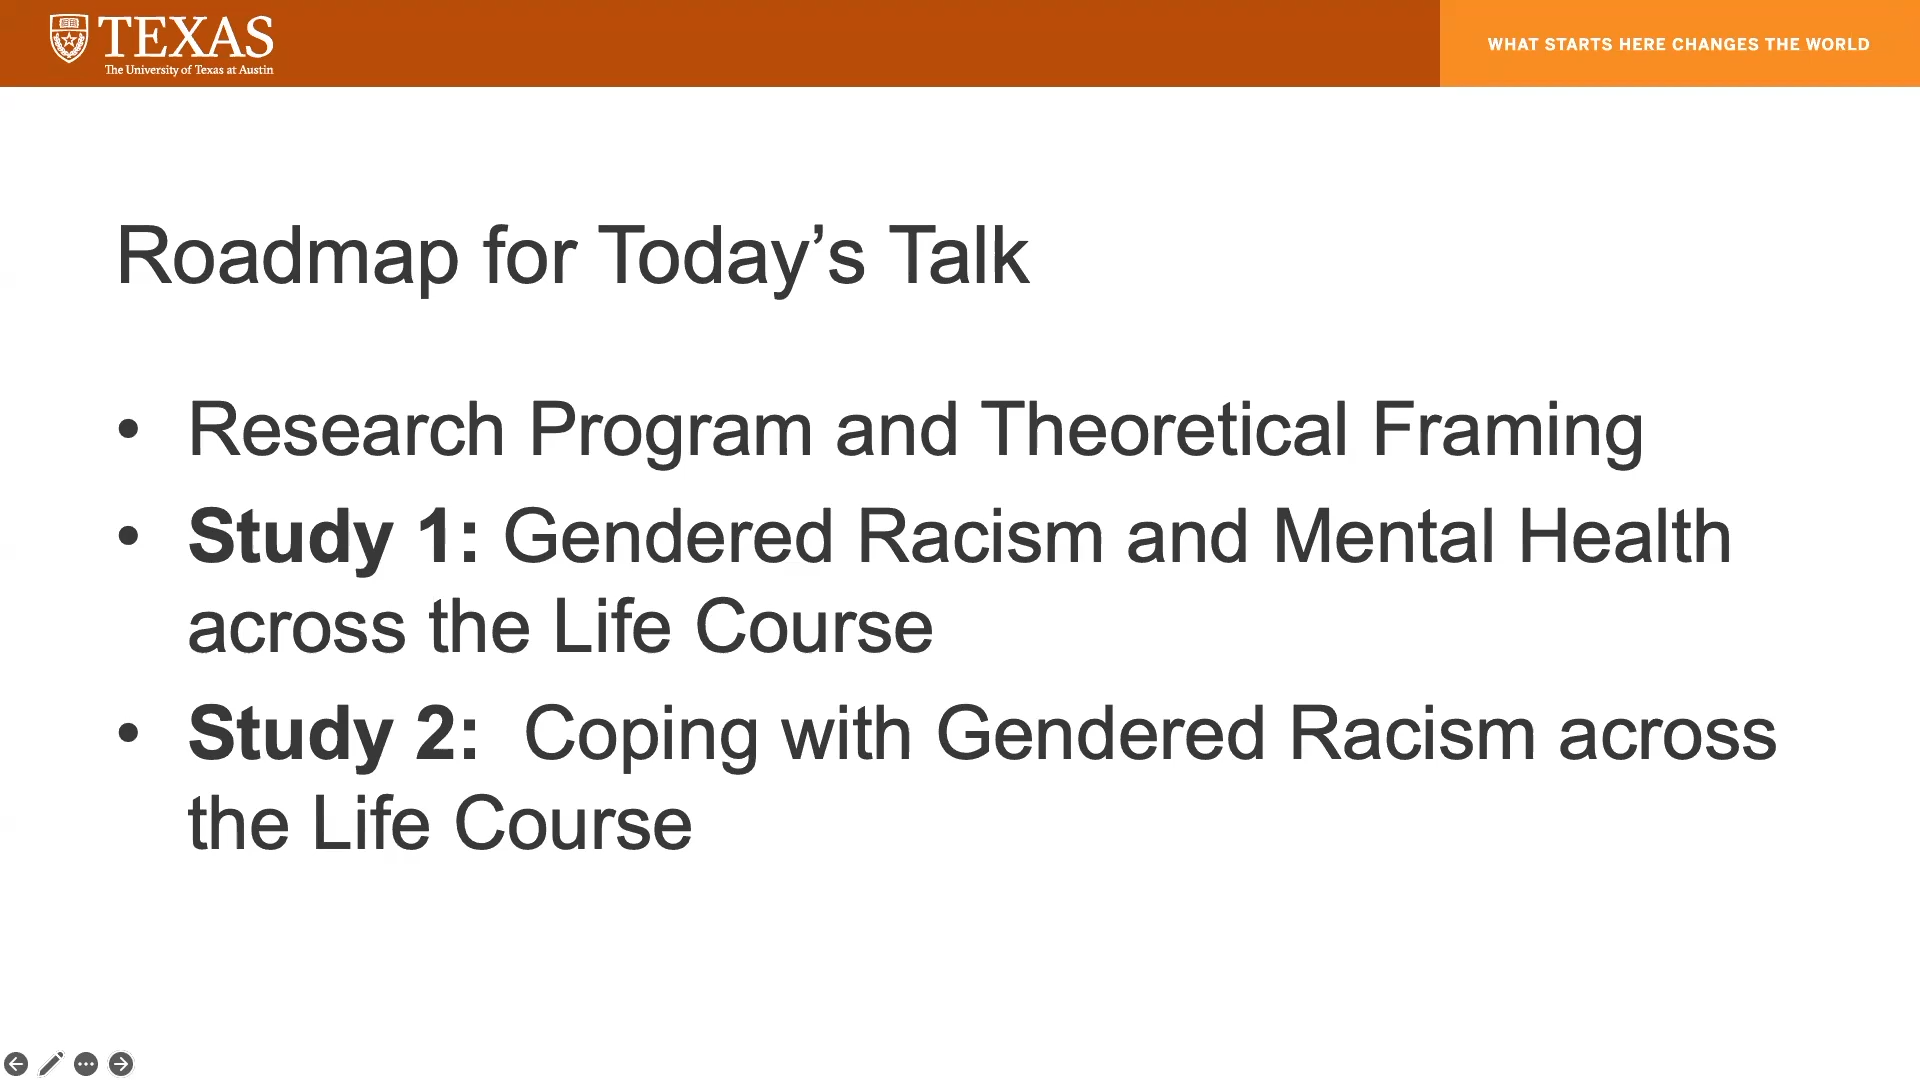 TEXAS
The University of Texas at Austin
WHAT STARTS HERE CHANGES THE WORLD
Roadmap for Today’s Talk
• Research Program and Theoretical Framing
• Study 1: Gendered Racism and Mental Health
across the Life Course
• Study 2:  Coping with Gendered Racism across
the Life Course